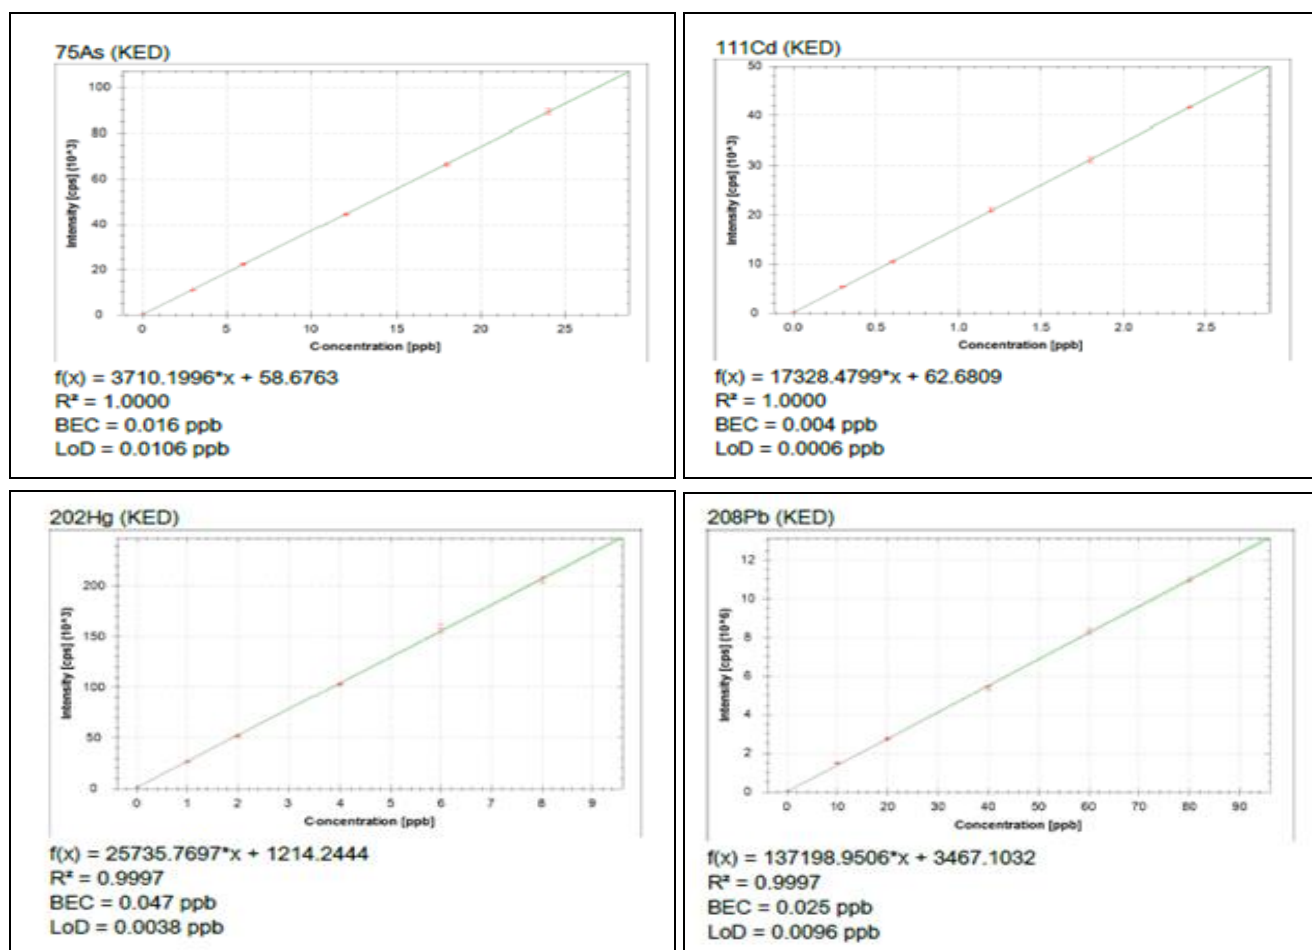 75As (KED)
100
80
60
40
20
0
Intensity [cps] (10^3)
0 5 10 15 20 25
Concentration [ppb]
f(x) = 3710.1996*x + 58.6763
R² = 1.0000
BEC = 0.016 ppb
LoD = 0.0106 ppb
111Cd (KED)
50
40
30
20
10
0
Intensity [cps] (10^3)
0.0 0.5 1.0 1.5 2.0 2.5
Concentration [ppb]
f(x) = 17328.4799*x + 62.6809
R² = 1.0000
BEC = 0.004 ppb
LoD = 0.0006 ppb
202Hg (KED)
200
150
100
50
0
Intensity [cps] (10^3)
0 1 2 3 4 5 6 7 8 9
Concentration [ppb]
f(x) = 25735.7697*x + 1214.2444
R² = 0.9997
BEC = 0.047 ppb
LoD = 0.0038 ppb
208Pb (KED)
12
10
8
6
4
2
0
Intensity [cps] (10^6)
0 10 20 30 40 50 60 70 80 90
Concentration [ppb]
f(x) = 137198.9506*x + 3467.1032
R² = 0.9997
BEC = 0.025 ppb
LoD = 0.0096 ppb